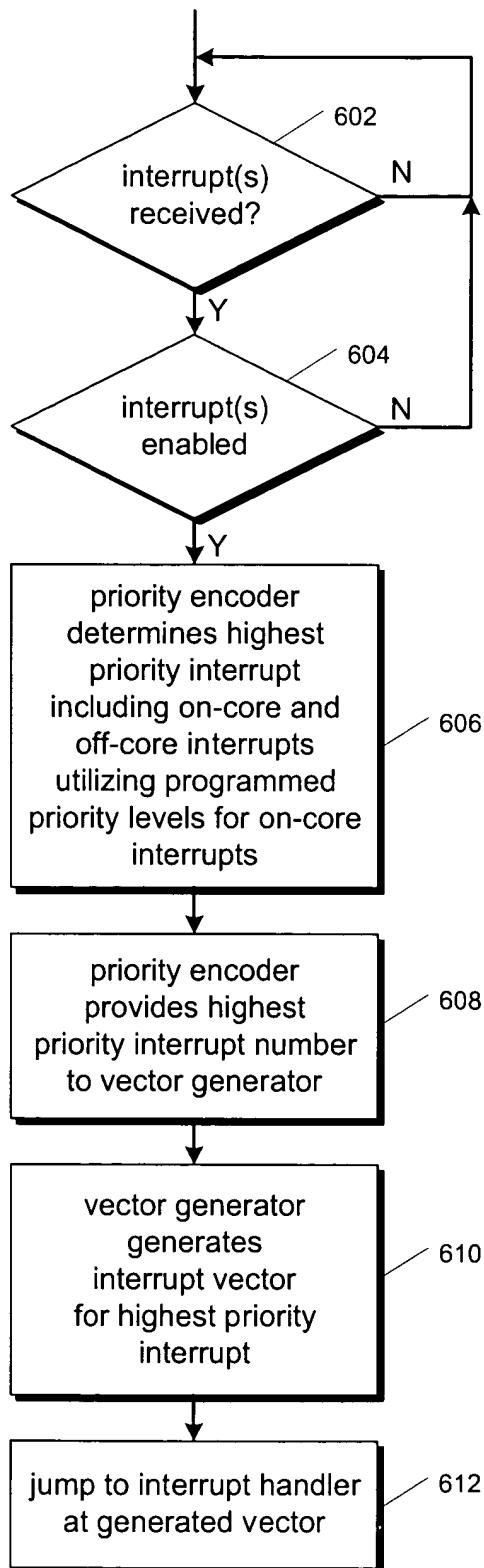 602
interrupt(s)
received?
N
Y
604
interrupt(s)
enabled
N
Y
priority encoder
determines highest
priority interrupt
including on-core and
off-core interrupts
utilizing programmed
priority levels for on-core
interrupts
606
priority encoder
provides highest
priority interrupt number
to vector generator
608
vector generator
generates
interrupt vector
for highest priority
interrupt
610
jump to interrupt handler
at generated vector
612